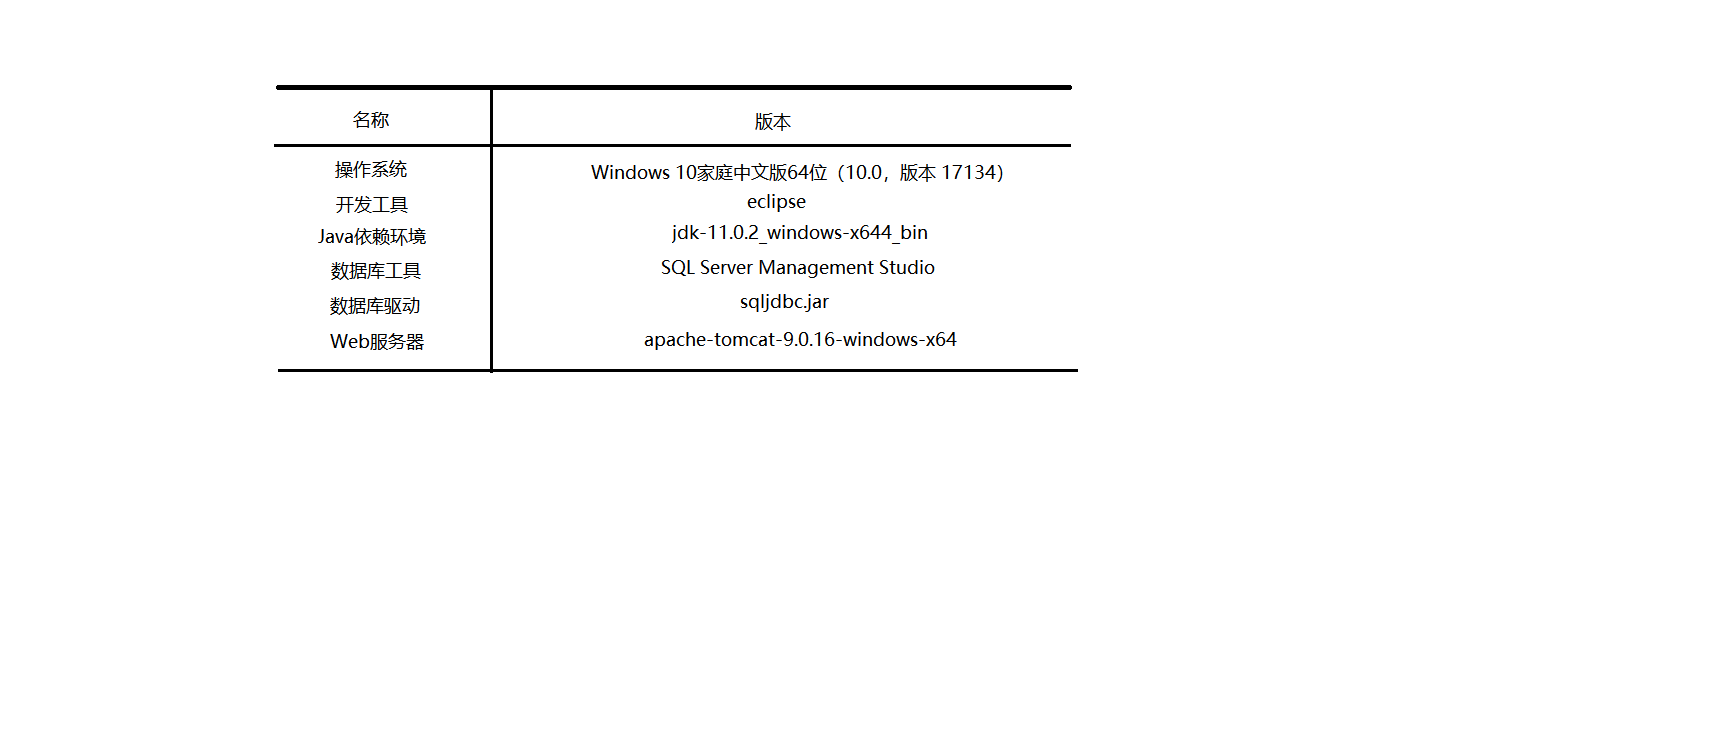 名称 版本
操作系统 Windows 10家庭中文版64位（10.0，版本 17134）
开发工具 eclipse
Java依赖环境 jdk-11.0.2_windows-x644_bin
数据库工具 SQL Server Management Studio
数据库驱动 sqljdbc.jar
Web服务器 apache-tomcat-9.0.16-windows-x64